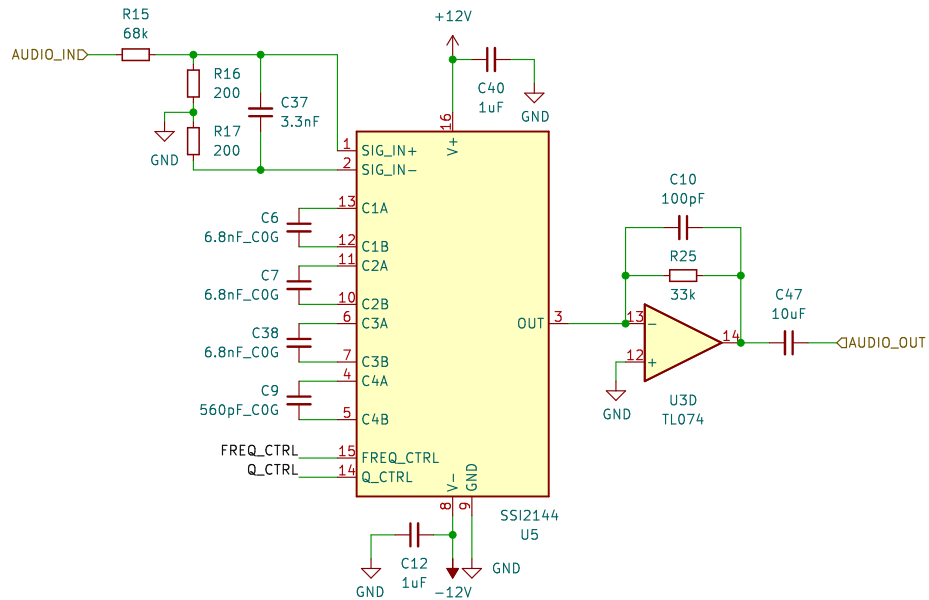 R15
68k
AUDIO_IN
R16
200
C37
3.3nF
GND
R17
200
+12V
C40
1uF
GND
16
V+
1
SIG_IN+
2
SIG_IN-
13
C1A
C6
6.8nF_C0G
12
C1B
11
C2A
C7
6.8nF_C0G
10
C2B
6
C3A
C38
6.8nF_C0G
7
C3B
4
C4A
C9
560pF_C0G
5
C4B
FREQ_CTRL
15
FREQ_CTRL
Q_CTRL
14
Q_CTRL
OUT
3
V-
GND
8
9
SSI2144
U5
C12
1uF
GND
-12V
GND
C10
100pF
R25
33k
13
-
12
+
14
GND
U3D
TL074
C47
10uF
AUDIO_OUT